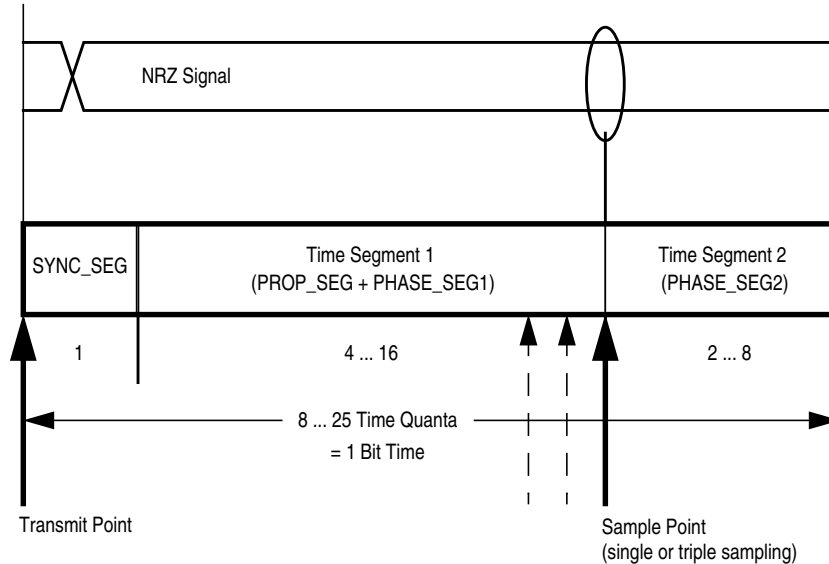 NRZ Signal
SYNC_SEG
Time Segment 1
(PROP_SEG + PHASE_SEG1)
Time Segment 2
(PHASE_SEG2)
1
4 ... 16
2 ... 8
8 ... 25 Time Quanta
= 1 Bit Time
Transmit Point
Sample Point
(single or triple sampling)